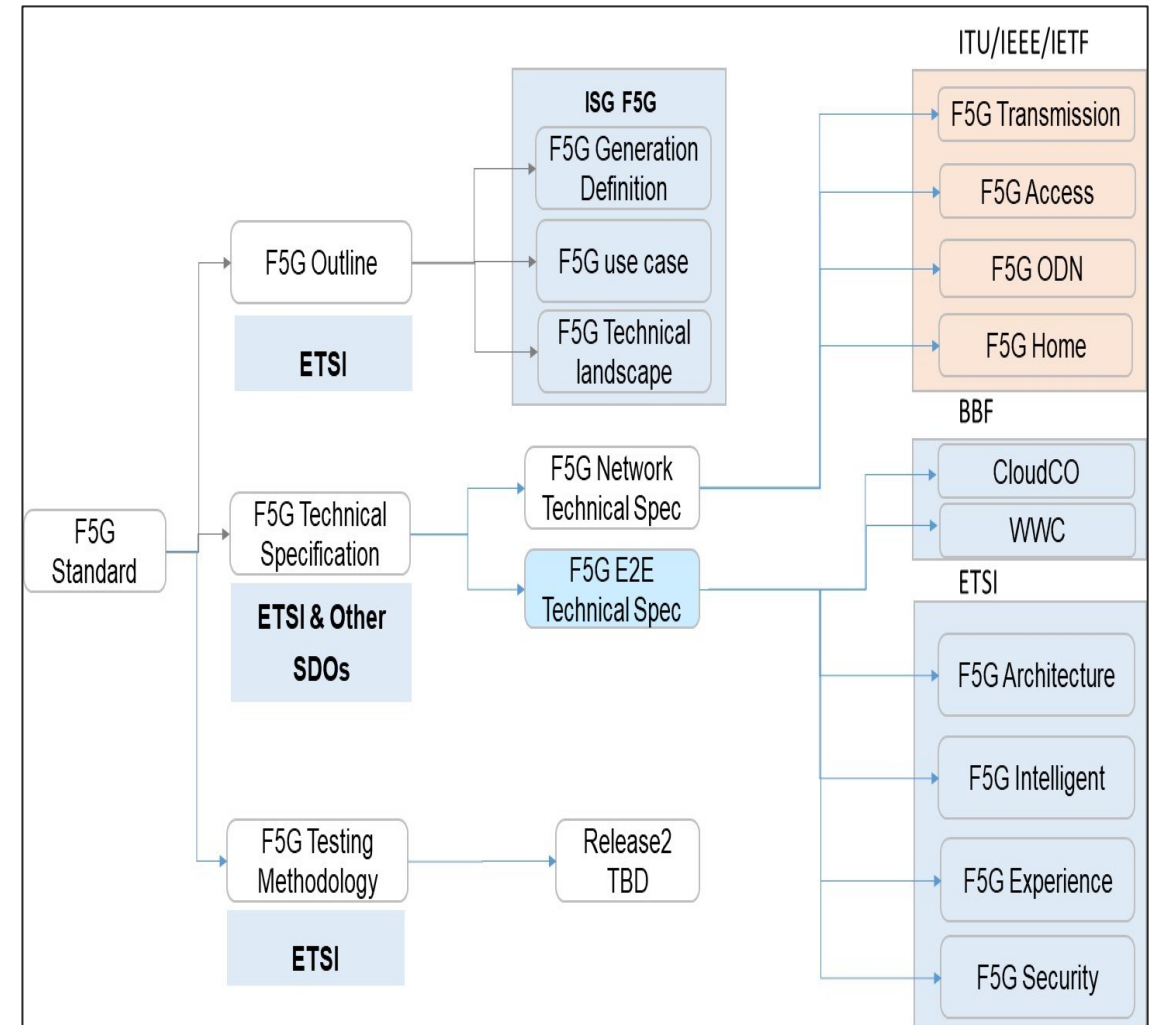 ITU/IEEE/IETF
ISG F5G
F5G Transmission
F5G Generation
Definition
F5G Access
F5G Outline
F5G use case
F5G ODN
ETSI
F5G Technical
landscape
F5G Home
BBF
F5G Network
Technical Spec
CloudCO
F5G
Standard
F5G Technical
Specification
WWC
F5G E2E
Technical Spec
ETSI
ETSI & Other
SDOs
F5G Architecture
F5G Intelligent
F5G Testing
Methodology
Release2
TBD
F5G Experience
ETSI
F5G Security